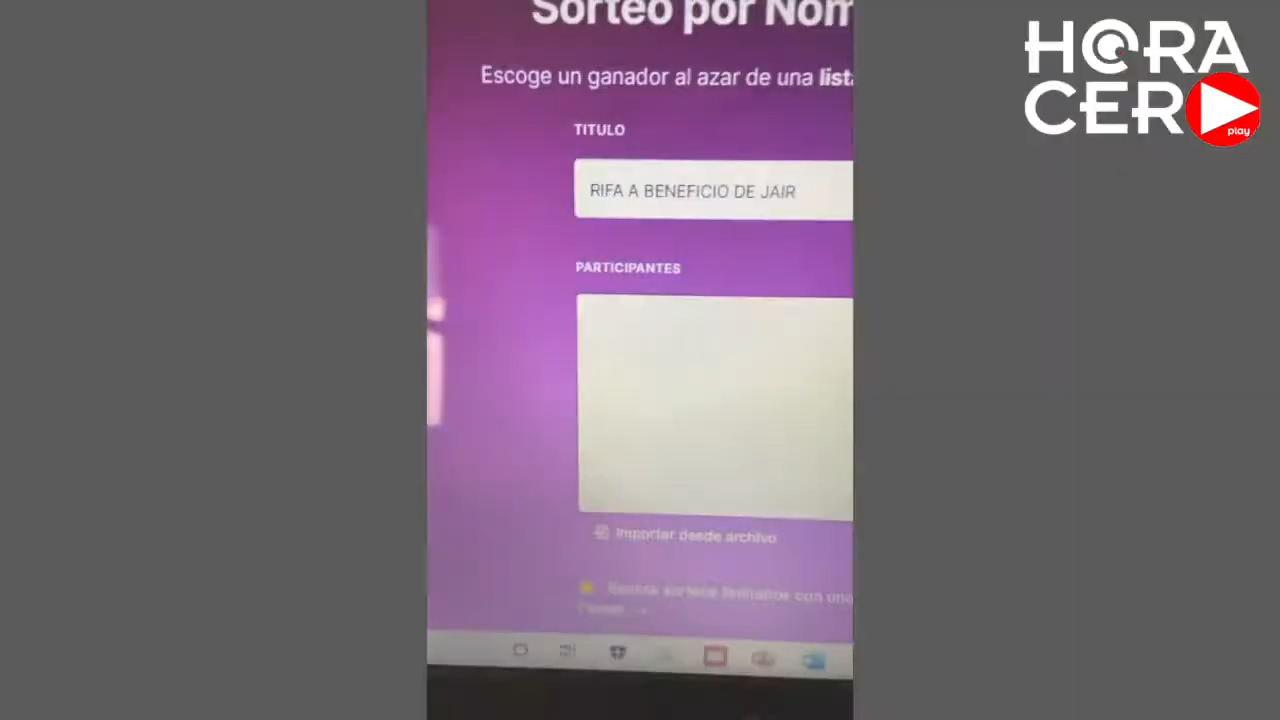 HORA
CERO
play
Sorteo por Nom
Escoge un ganador al azar de una lista
TITULO
RIFA A BENEFICIO DE JAIR
PARTICIPANTES
Importar desde archivo